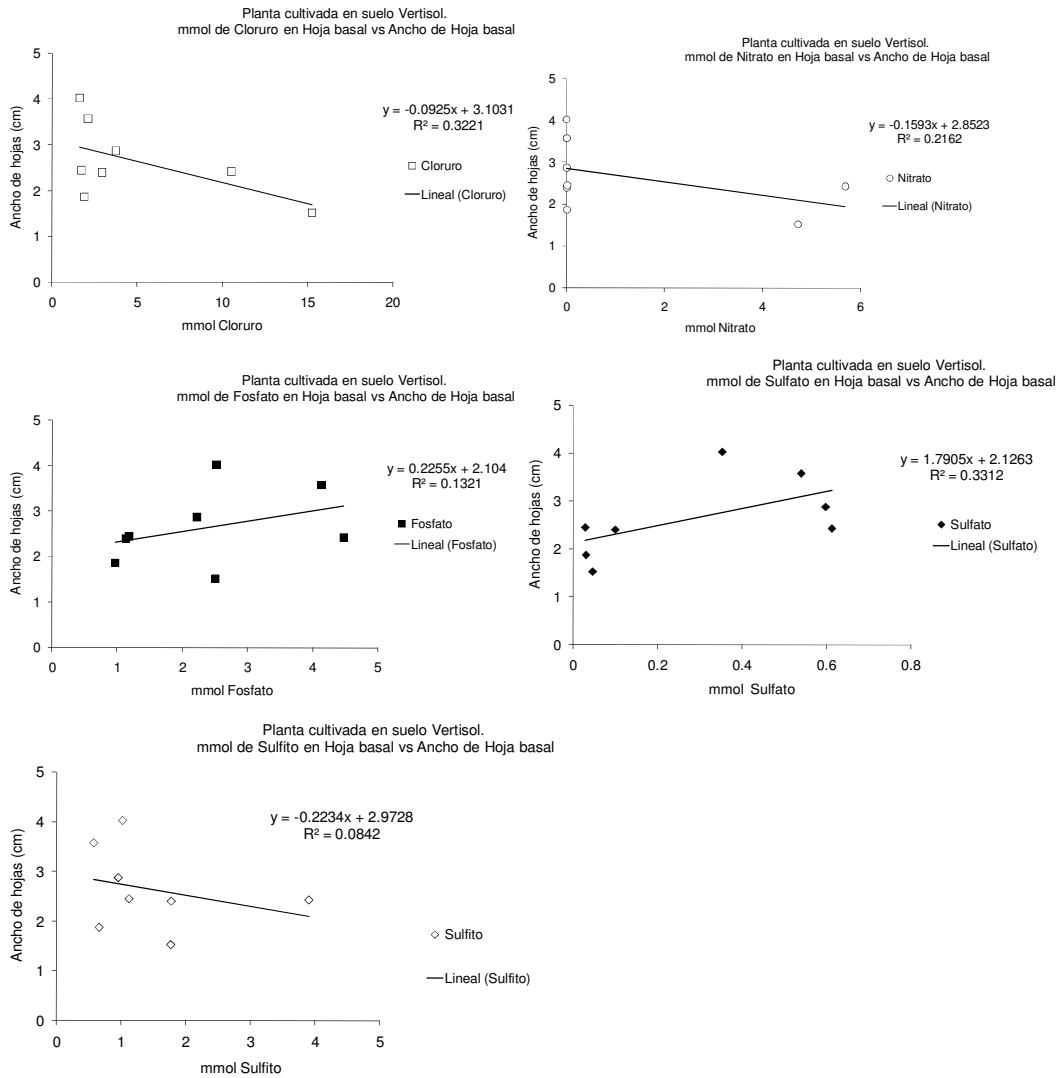 Planta cultivada en suelo Vertisol.
mmol de Cloruro en Hoja basal vs Ancho de Hoja basal
5
4
3
2
1
0
Ancho de hojas (cm)
y = -0.0925x + 3.1031
R² = 0.3221
Cloruro
Lineal (Cloruro)
0 5 10 15 20
mmol Cloruro
Planta cultivada en suelo Vertisol.
mmol de Nitrato en Hoja basal vs Ancho de Hoja basal
5
4
3
2
1
0
Ancho de hojas (cm)
y = -0.1593x + 2.8523
R² = 0.2162
Nitrato
Lineal (Nitrato)
0 2 4 6
mmol Nitrato
Planta cultivada en suelo Vertisol.
mmol de Fosfato en Hoja basal vs Ancho de Hoja basal
5
4
3
2
1
0
Ancho de hojas (cm)
y = 0.2255x + 2.104
R² = 0.1321
Fosfato
Lineal (Fosfato)
0 1 2 3 4 5
mmol Fosfato
Planta cultivada en suelo Vertisol.
mmol de Sulfato en Hoja basal vs Ancho de Hoja basal
5
4
3
2
1
0
Ancho de hojas (cm)
y = 1.7905x + 2.1263
R² = 0.3312
Sulfato
Lineal (Sulfato)
0 0.2 0.4 0.6 0.8
mmol Sulfato
Planta cultivada en suelo Vertisol.
mmol de Sulfito en Hoja basal vs Ancho de Hoja basal
5
4
3
2
1
0
Ancho de hojas (cm)
y = -0.2234x + 2.9728
R² = 0.0842
Sulfito
Lineal (Sulfito)
0 1 2 3 4 5
mmol Sulfito